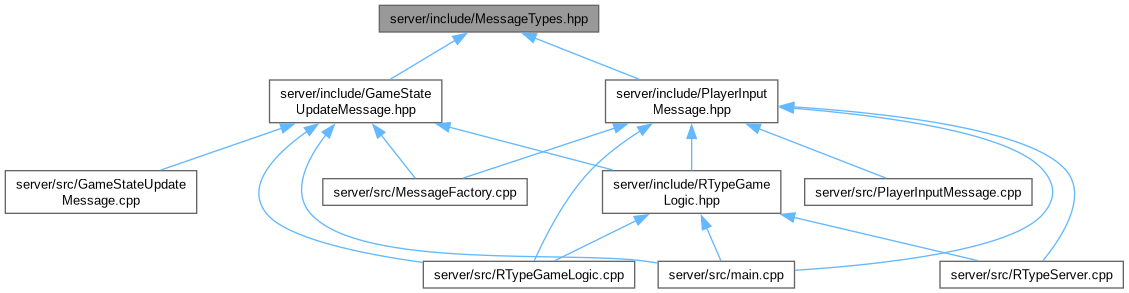 server/include/MessageTypes.hpp
server/include/GameState
UpdateMessage.hpp
server/include/PlayerInput
Message.hpp
server/src/GameStateUpdate
Message.cpp
server/src/MessageFactory.cpp
server/include/RTypeGame
Logic.hpp
server/src/PlayerInputMessage.cpp
server/src/RTypeGameLogic.cpp
server/src/main.cpp
server/src/RTypeServer.cpp